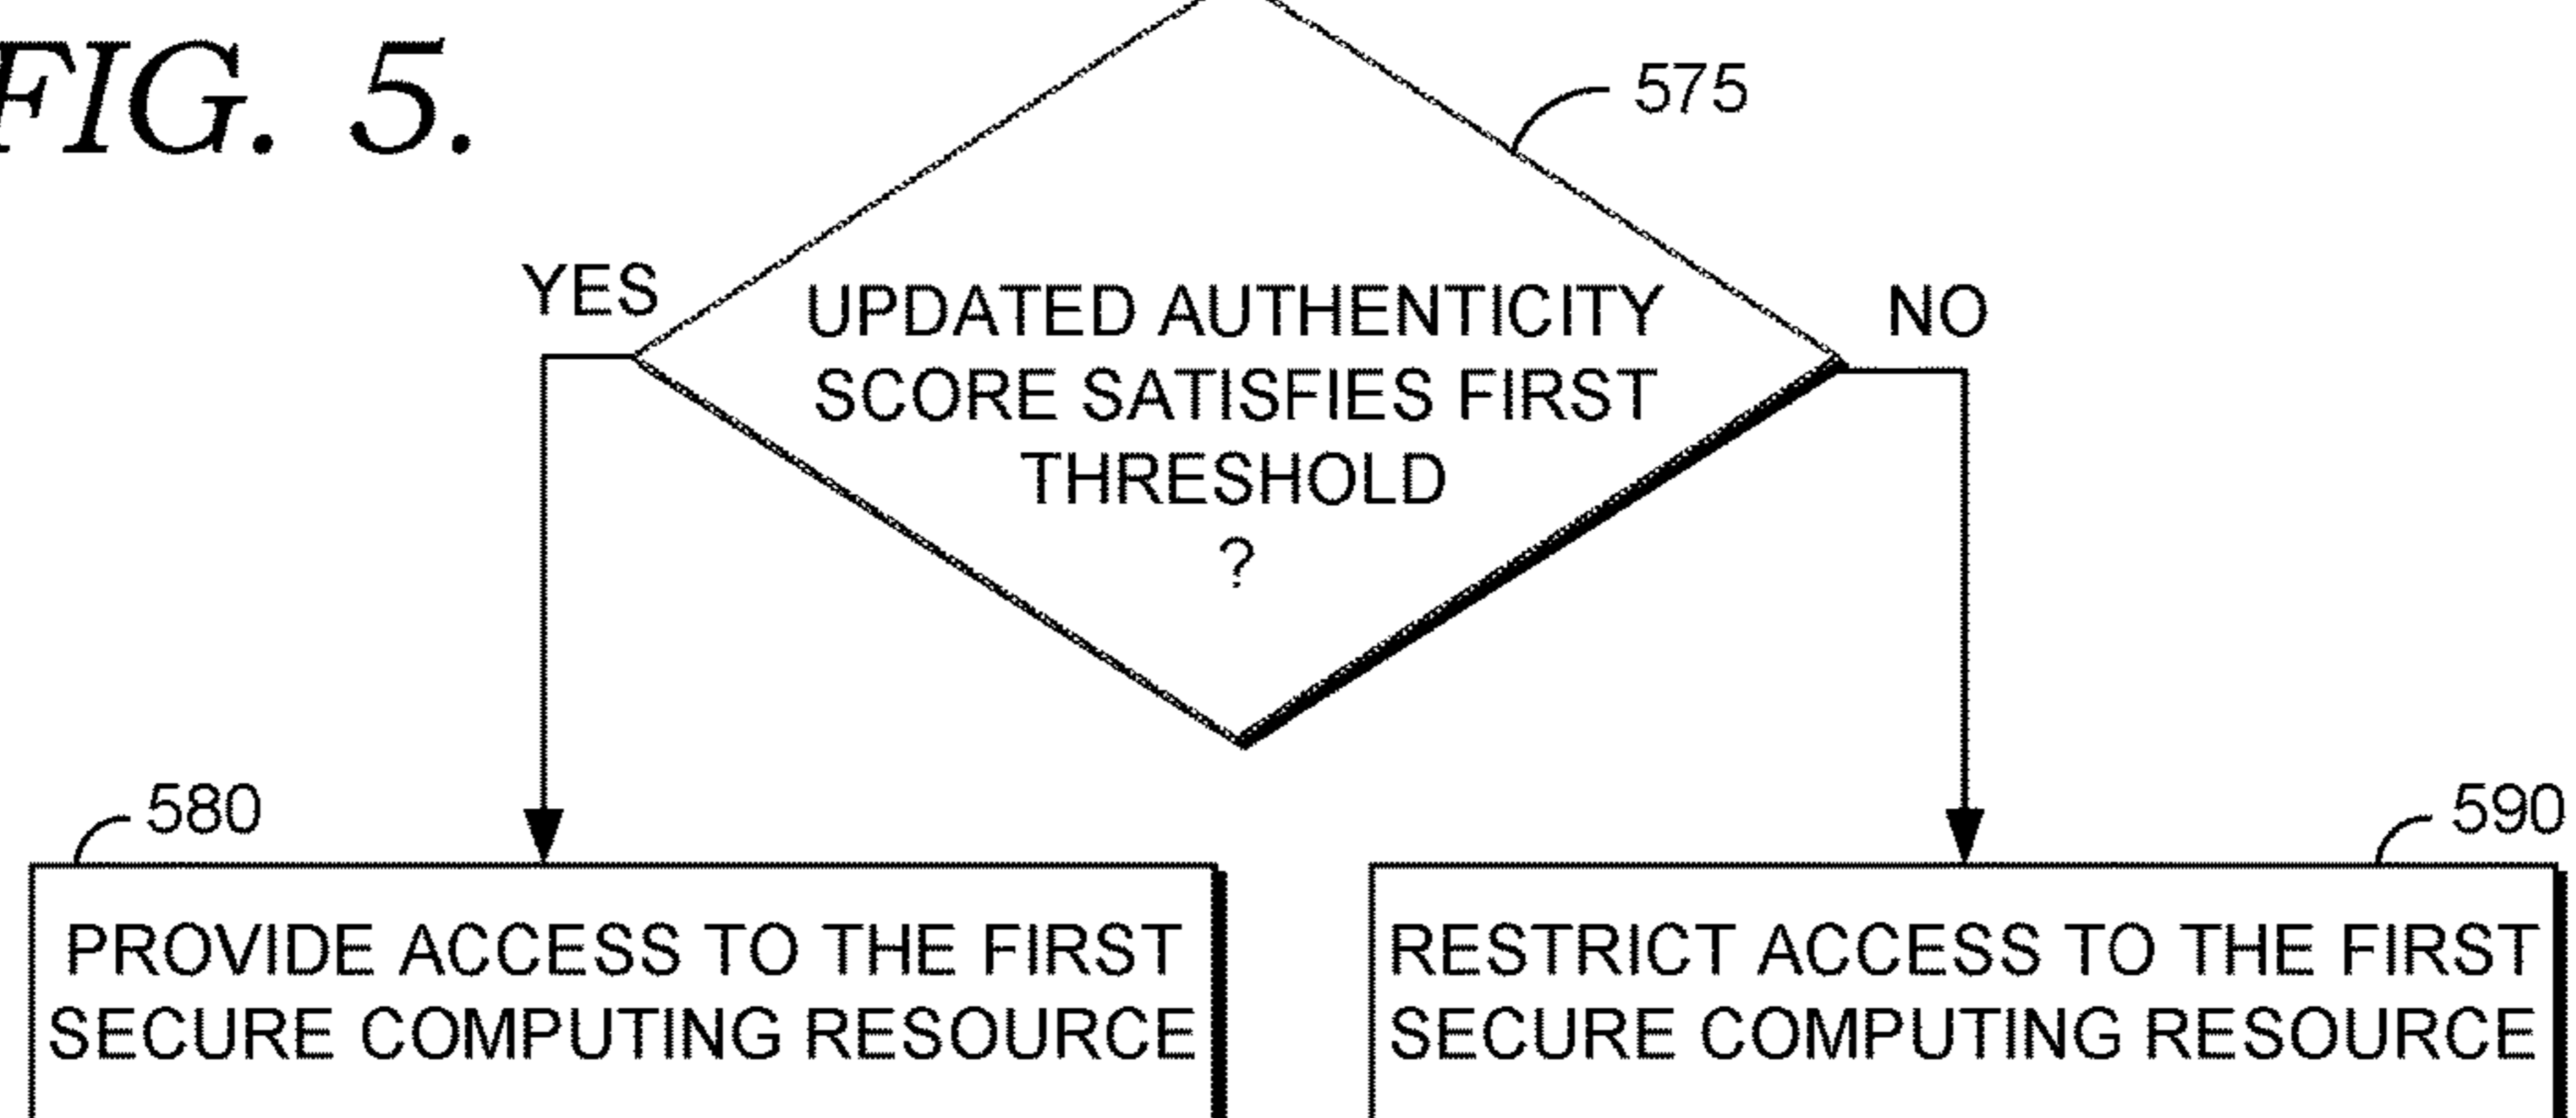 FIG. 5.
575
YES
NO
UPDATED AUTHENTICITY
SCORE SATISFIES FIRST
THRESHOLD
?
580
590
PROVIDE ACCESS TO THE FIRST
SECURE COMPUTING RESOURCE
RESTRICT ACCESS TO THE FIRST
SECURE COMPUTING RESOURCE